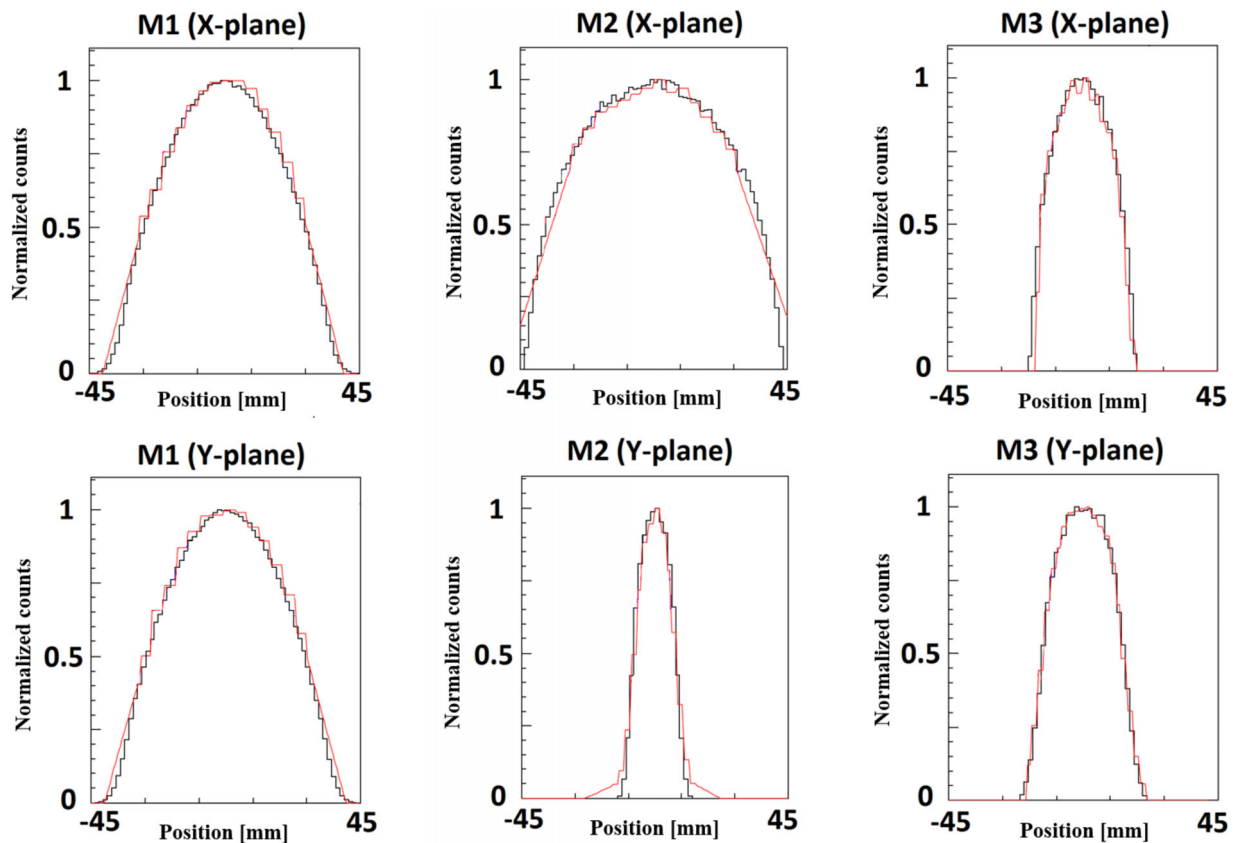 M1 (X-plane)
Normalized counts
1
0.5
0
-45
45
Position [mm]
M2 (X-plane)
Normalized counts
1
0.5
0
-45
45
Position [mm]
M3 (X-plane)
Normalized counts
1
0.5
0
-45
45
Position [mm]
M1 (Y-plane)
Normalized counts
1
0.5
0
-45
45
Position [mm]
M2 (Y-plane)
Normalized counts
1
0.5
0
-45
45
Position [mm]
M3 (Y-plane)
Normalized counts
1
0.5
0
-45
45
Position [mm]